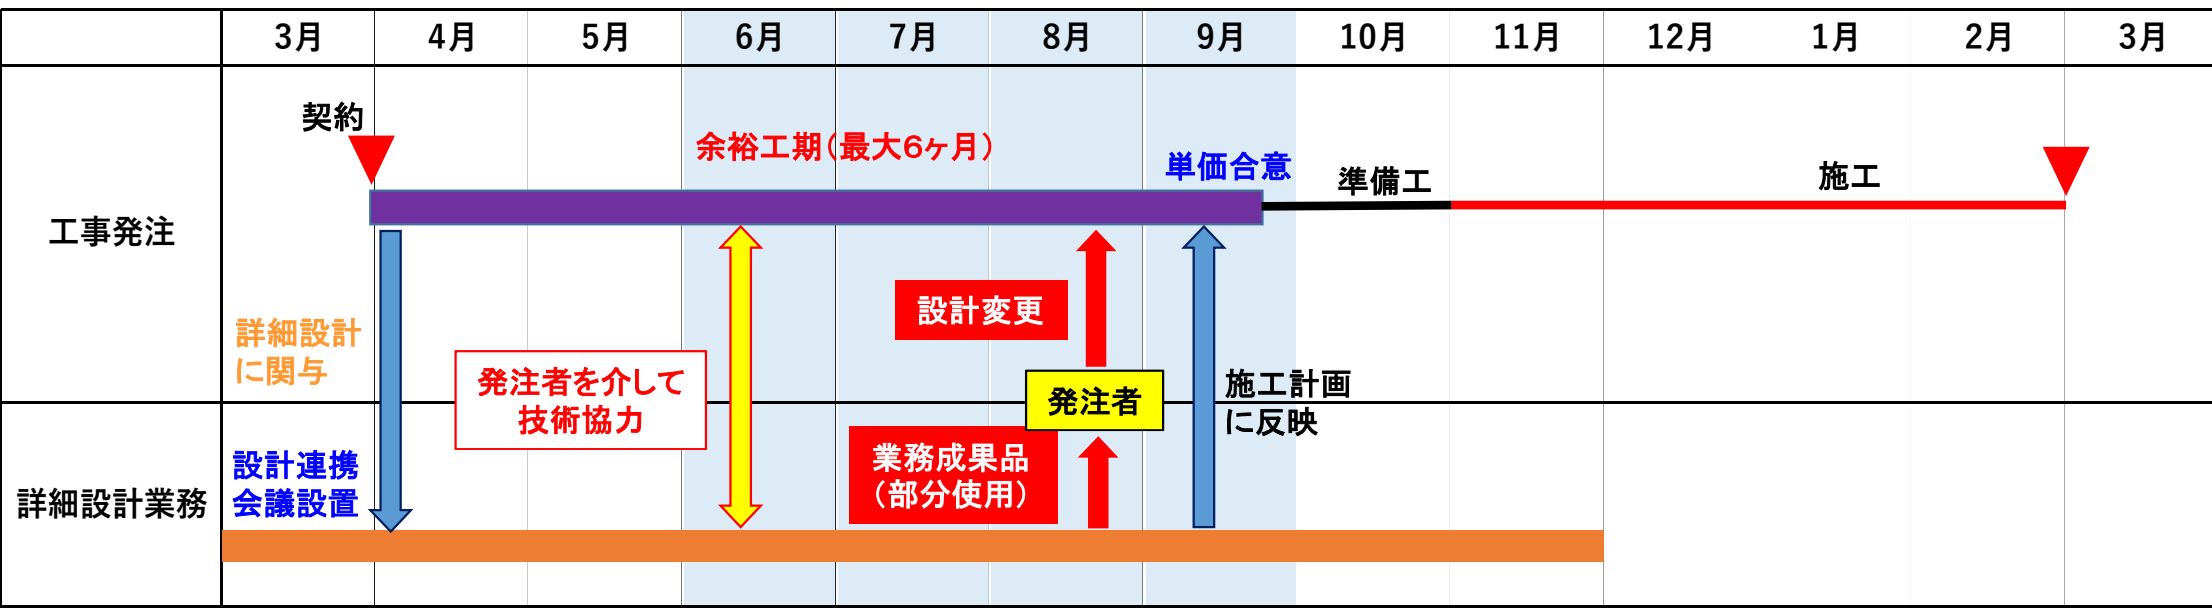 3月 4月 5月 6月 7月 8月 9月 10月 11月 12月 1月 2月 3月
工事発注
契約
余裕工期（最大6ヶ月）
単価合意
準備工
施工
詳細設計
に関与
発注者を介して
技術協力
設計変更
発注者
施工計画
に反映
詳細設計業務
設計連携
会議設置
業務成果品
（部分使用）